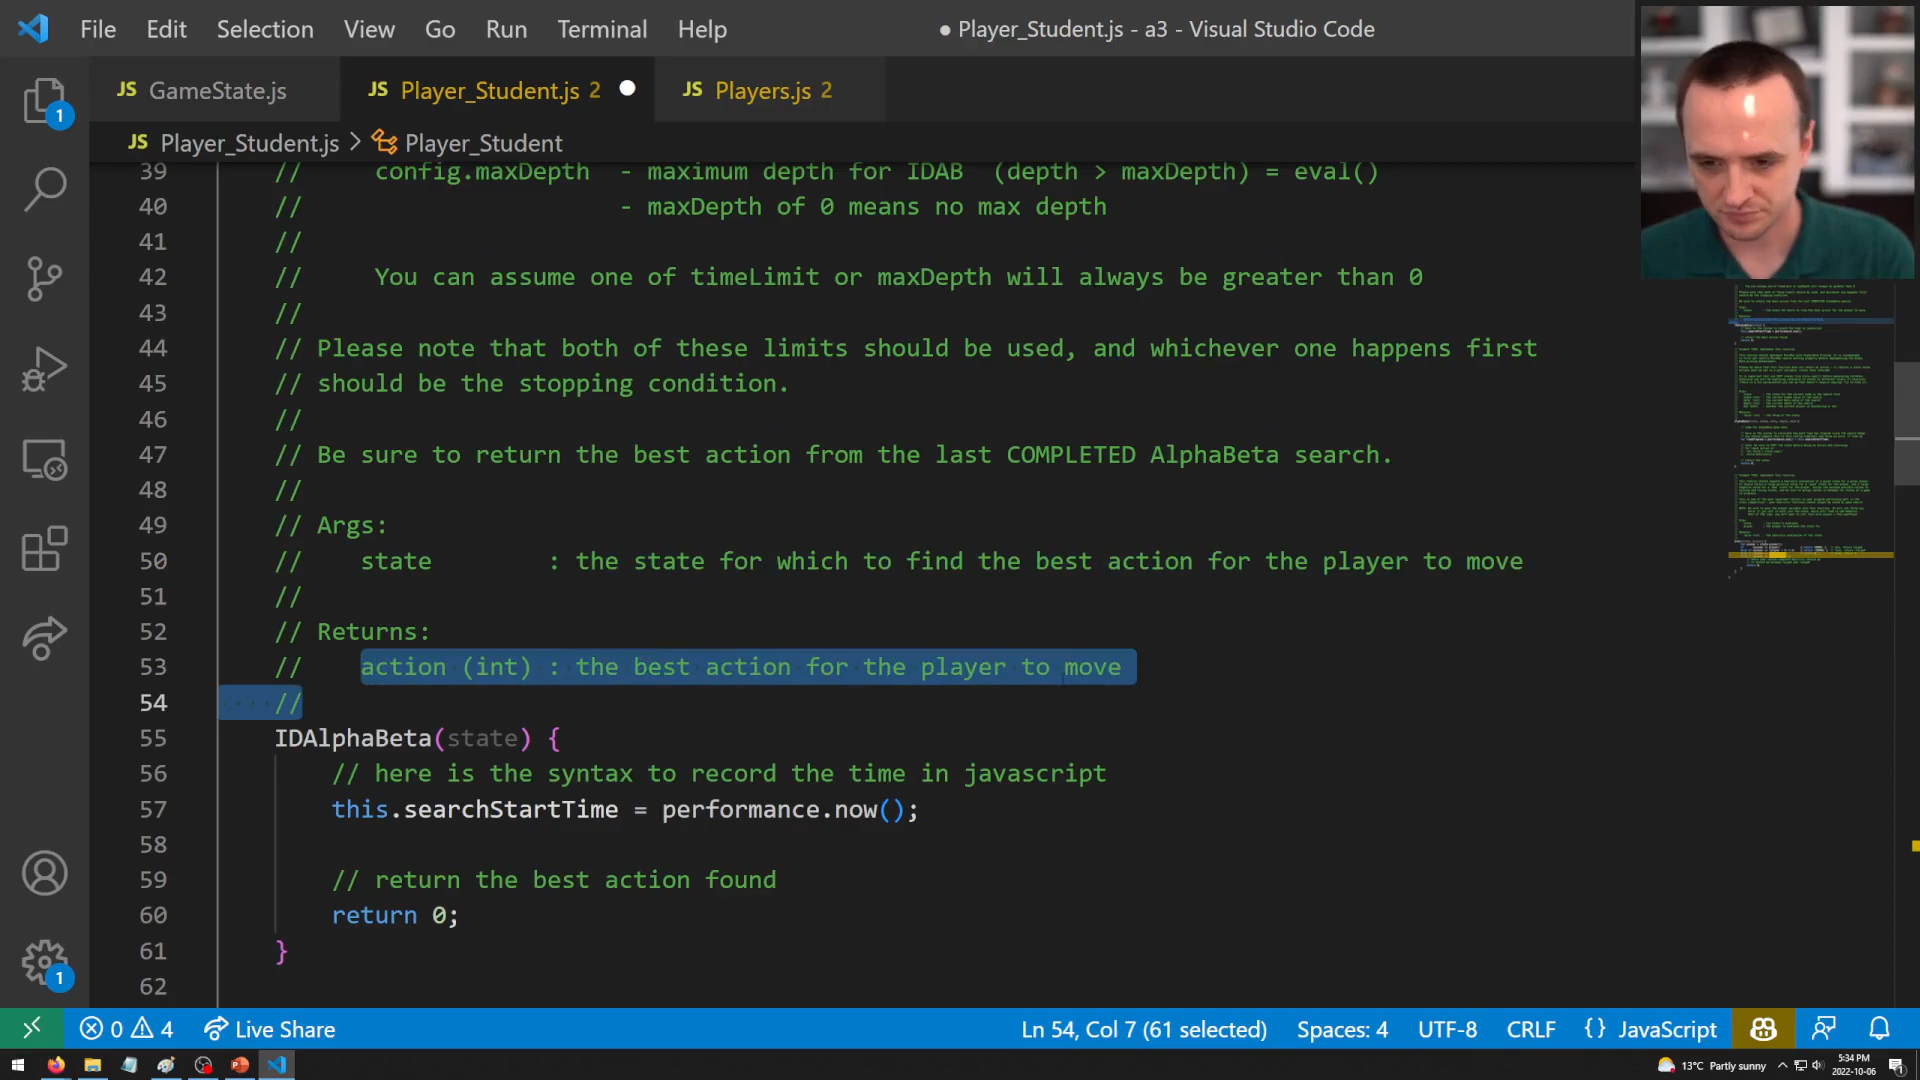 File Edit Selection View Go Run Terminal Help
● Player_Student.js - a3 - Visual Studio Code
JS GameState.js
JS Player_Student.js 2
JS Players.js 2
JS Player_Student.js > Player_Student
39 // config.maxDepth - maximum depth for IDAB (depth > maxDepth) = eval()
40 // - maxDepth of 0 means no max depth
41 //
42 // You can assume one of timeLimit or maxDepth will always be greater than 0
43 //
44 // Please note that both of these limits should be used, and whichever one happens first
45 // should be the stopping condition.
46 //
47 // Be sure to return the best action from the last COMPLETED AlphaBeta search.
48 //
49 // Args:
50 // state : the state for which to find the best action for the player to move
51 //
52 // Returns:
53 // action (int) : the best action for the player to move
54 //
55 IDAlphaBeta(state) {
56 // here is the syntax to record the time in javascript
57 this.searchStartTime = performance.now();
58
59 // return the best action found
60 return 0;
61 }
62
1
1
0 4 Live Share
Ln 54, Col 7 (61 selected) Spaces: 4 UTF-8 CRLF {} JavaScript
13°C Partly sunny
5:34 PM
2022-10-06